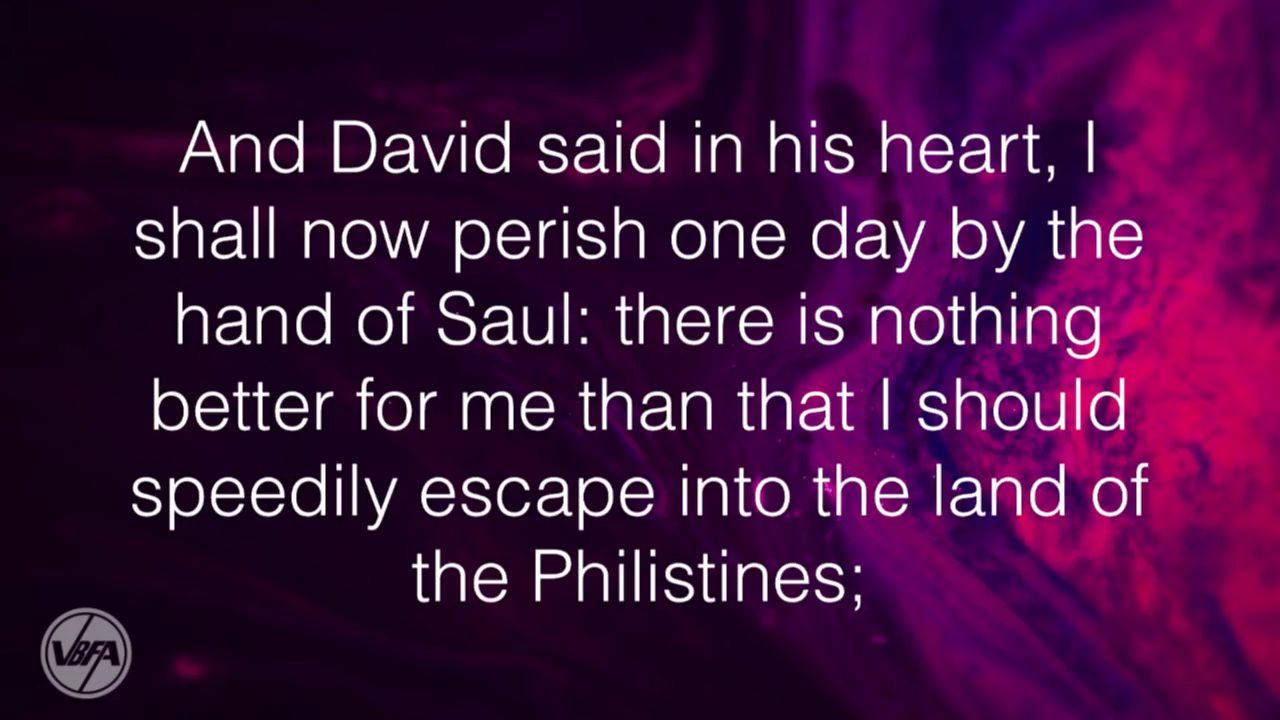 And David said in his heart, I
shall now perish one day by the
hand of Saul: there is nothing
better for me than that I should
speedily escape into the land of
the Philistines;
VBFA